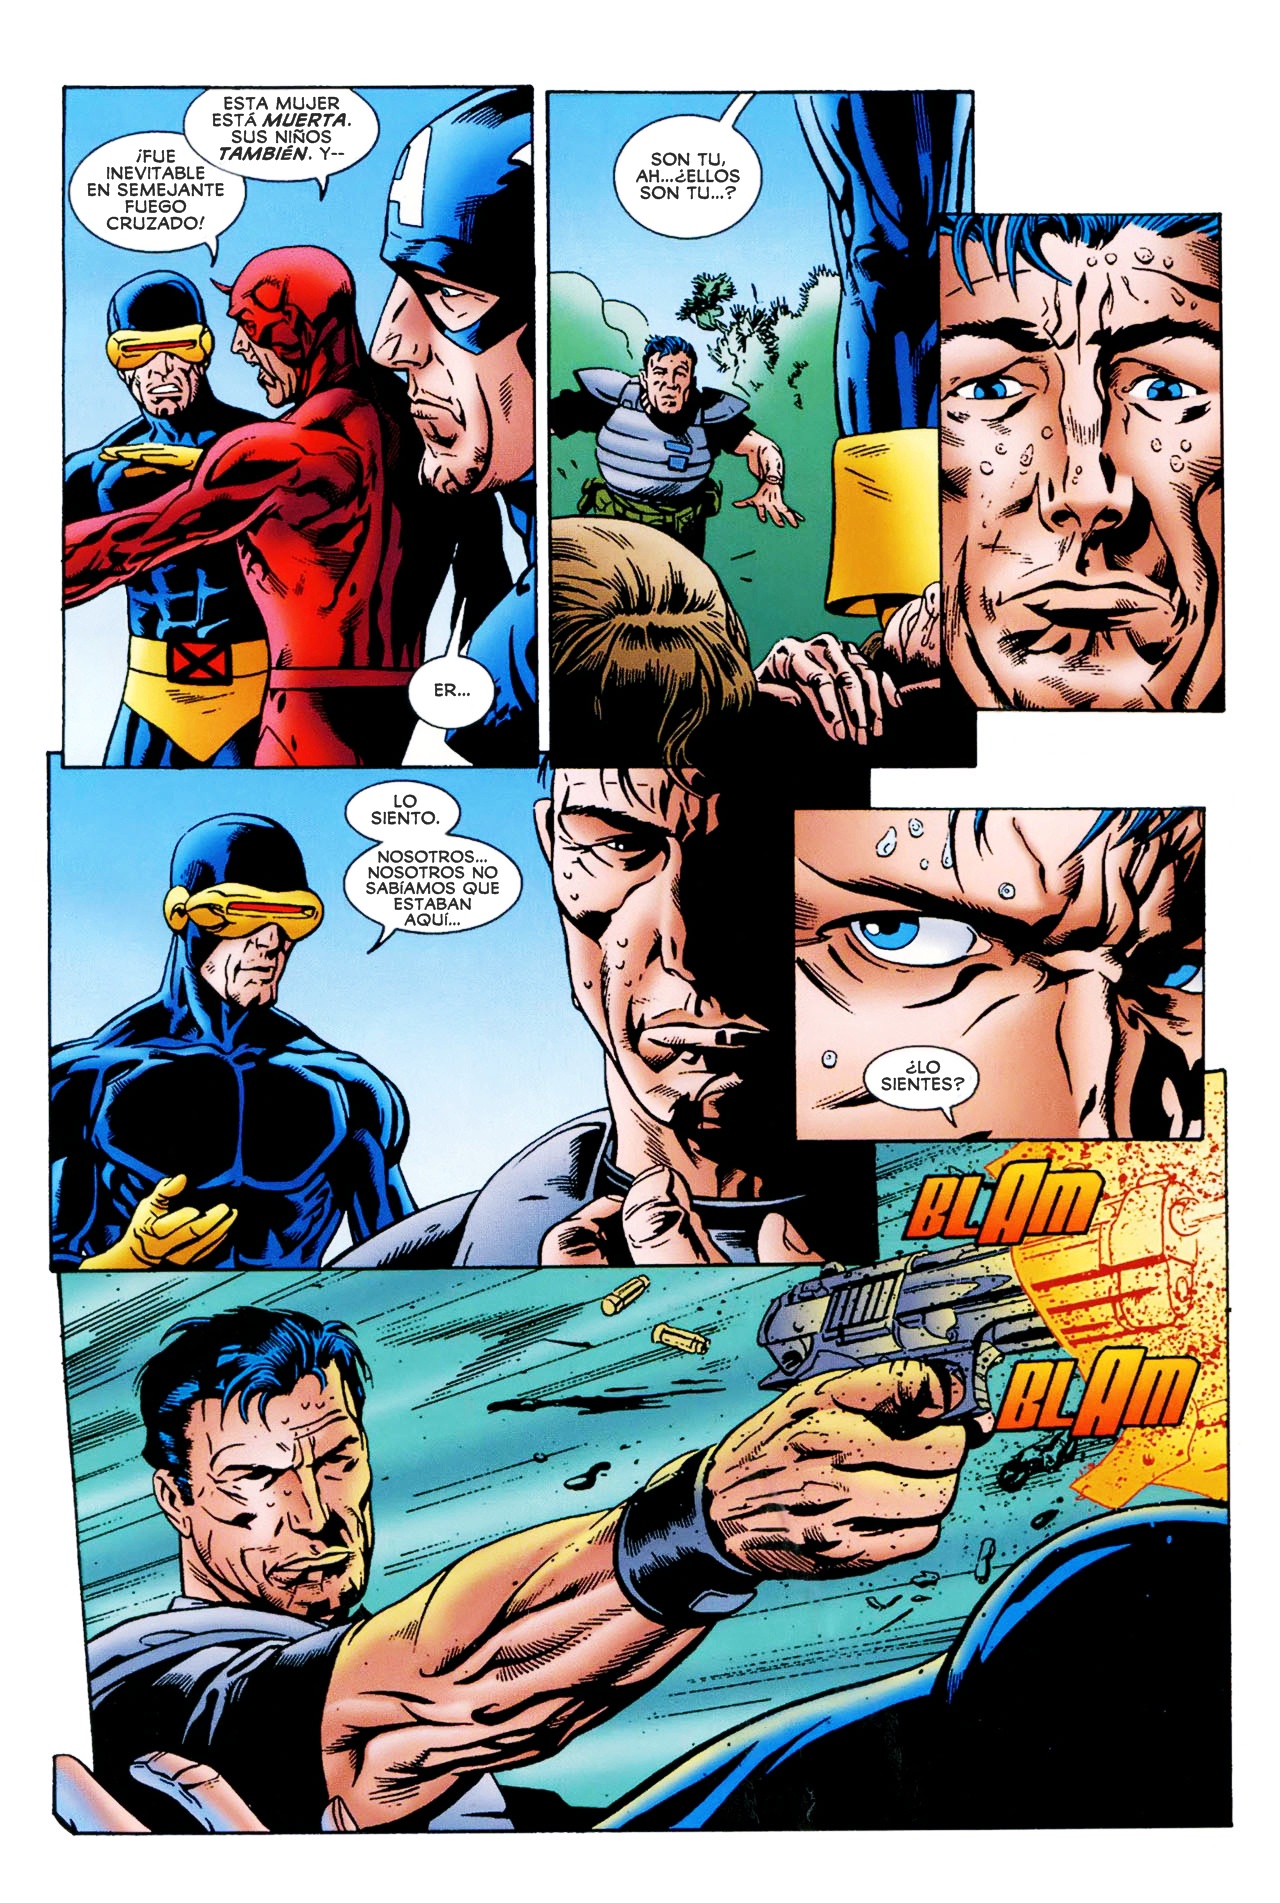 ESTA MUJER
ESTÁ MUERTA.
SUS NIÑOS
TAMBIÉN. Y--
¡FUE
INEVITABLE
EN SEMEJANTE
FUEGO
CRUZADO!
ER...
SON TU,
AH...¿ELLOS
SON TU...?
LO
SIENTO.
NOSOTROS...
NOSOTROS NO
SABÍAMOS QUE
ESTABAN
AQUÍ...
¿LO
SIENTES?
BLAM
BLAM